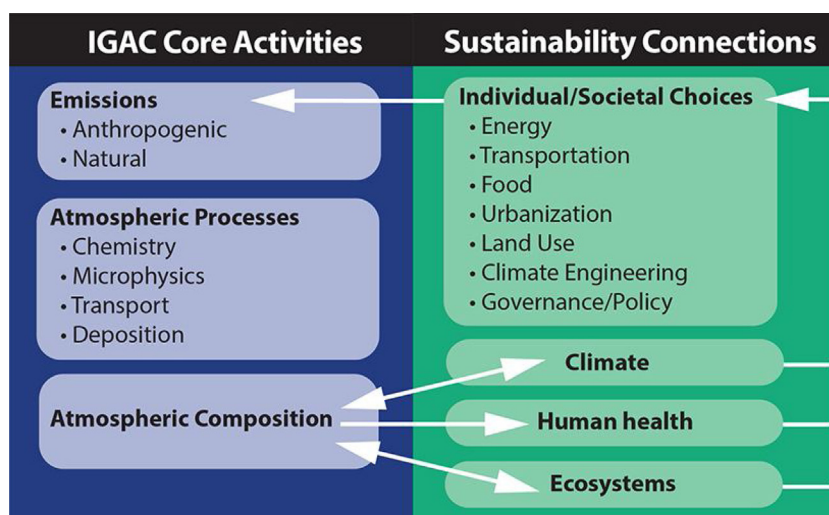 IGAC Core Activities
Sustainability Connections
Emissions
• Anthropogenic
• Natural
Atmospheric Processes
• Chemistry
• Microphysics
• Transport
• Deposition
Atmospheric Composition
Individual/Societal Choices
• Energy
• Transportation
• Food
• Urbanization
• Land Use
• Climate Engineering
• Governance/Policy
Climate
Human health
Ecosystems